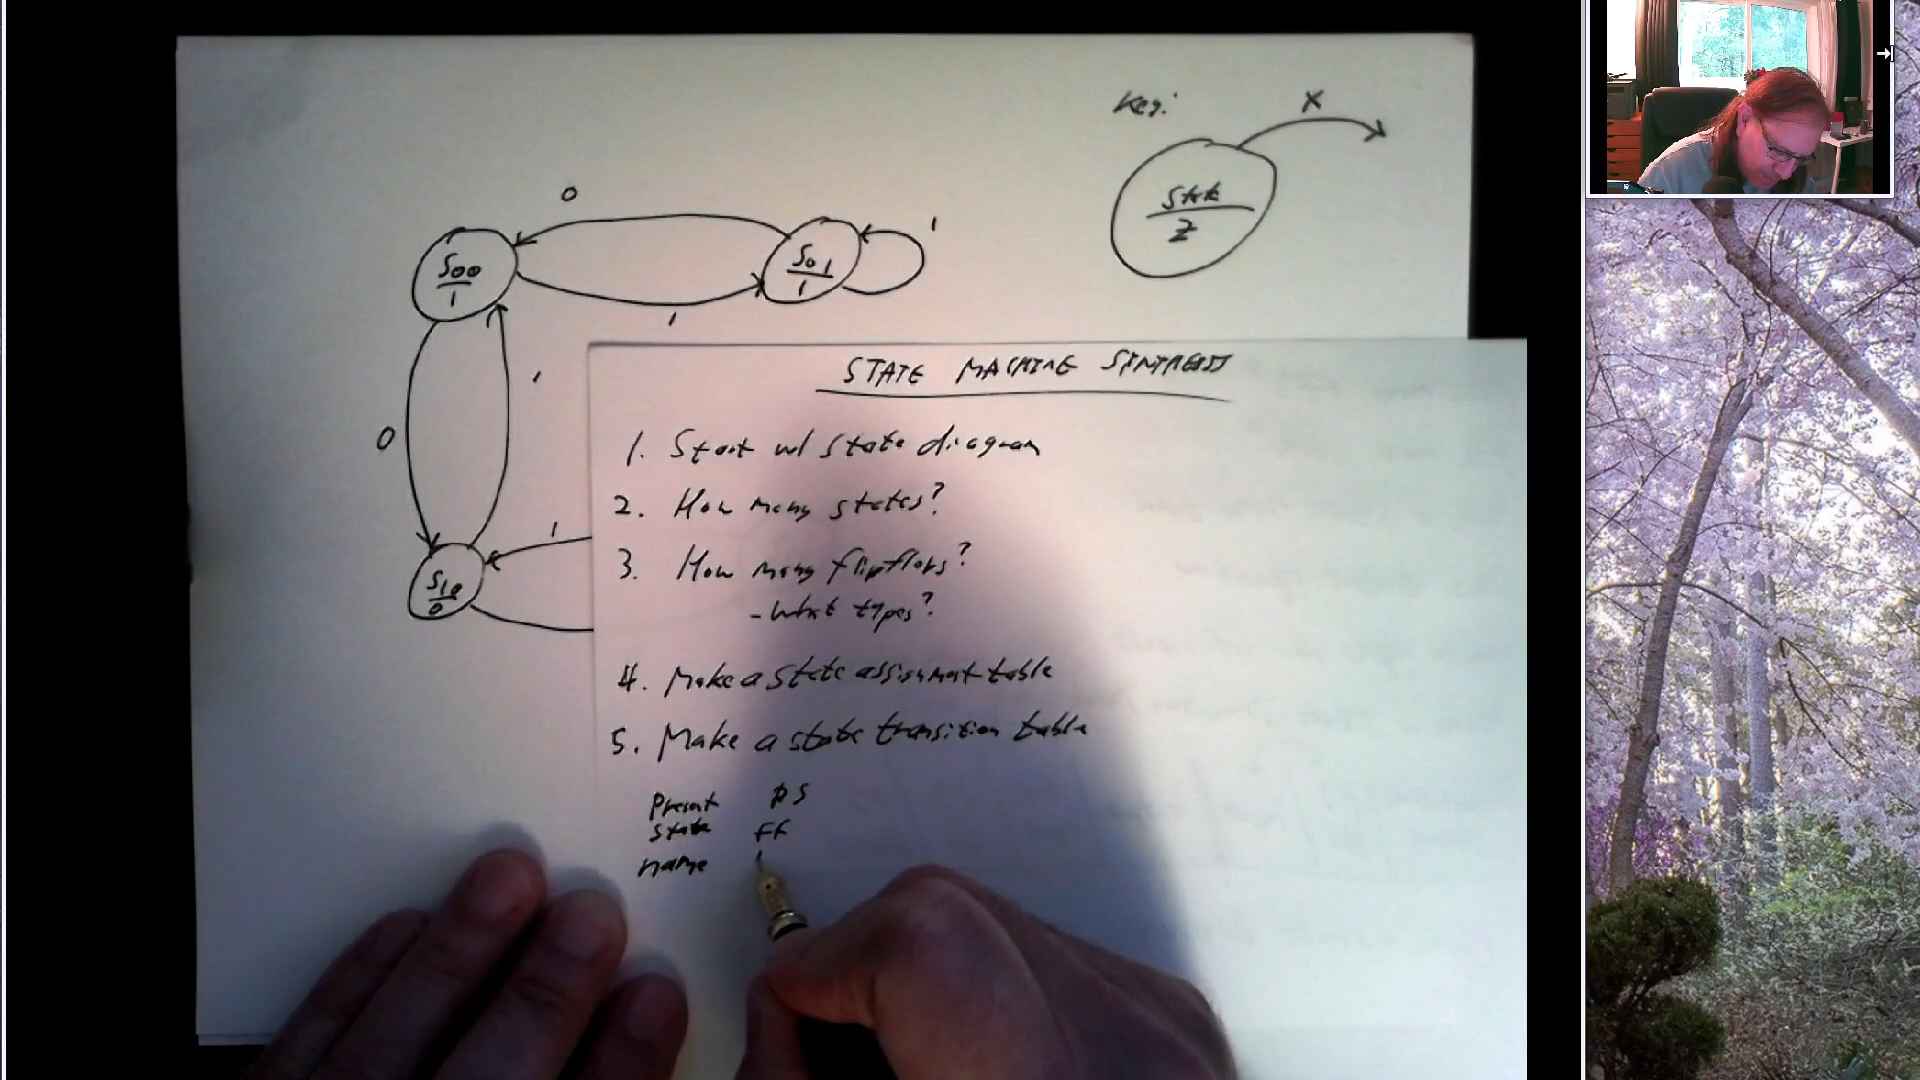 Key:
X
State
Z
0
S00
1
S01
1
1
1
1
0
1
S10
0
STATE MACHINE SYNTHESIS
1. Start w/ state diagram
2. How many states?
3. How many flipflops?
- What types?
4. Make a state assignment table
5. Make a state transition table
Present PS
State FF
name